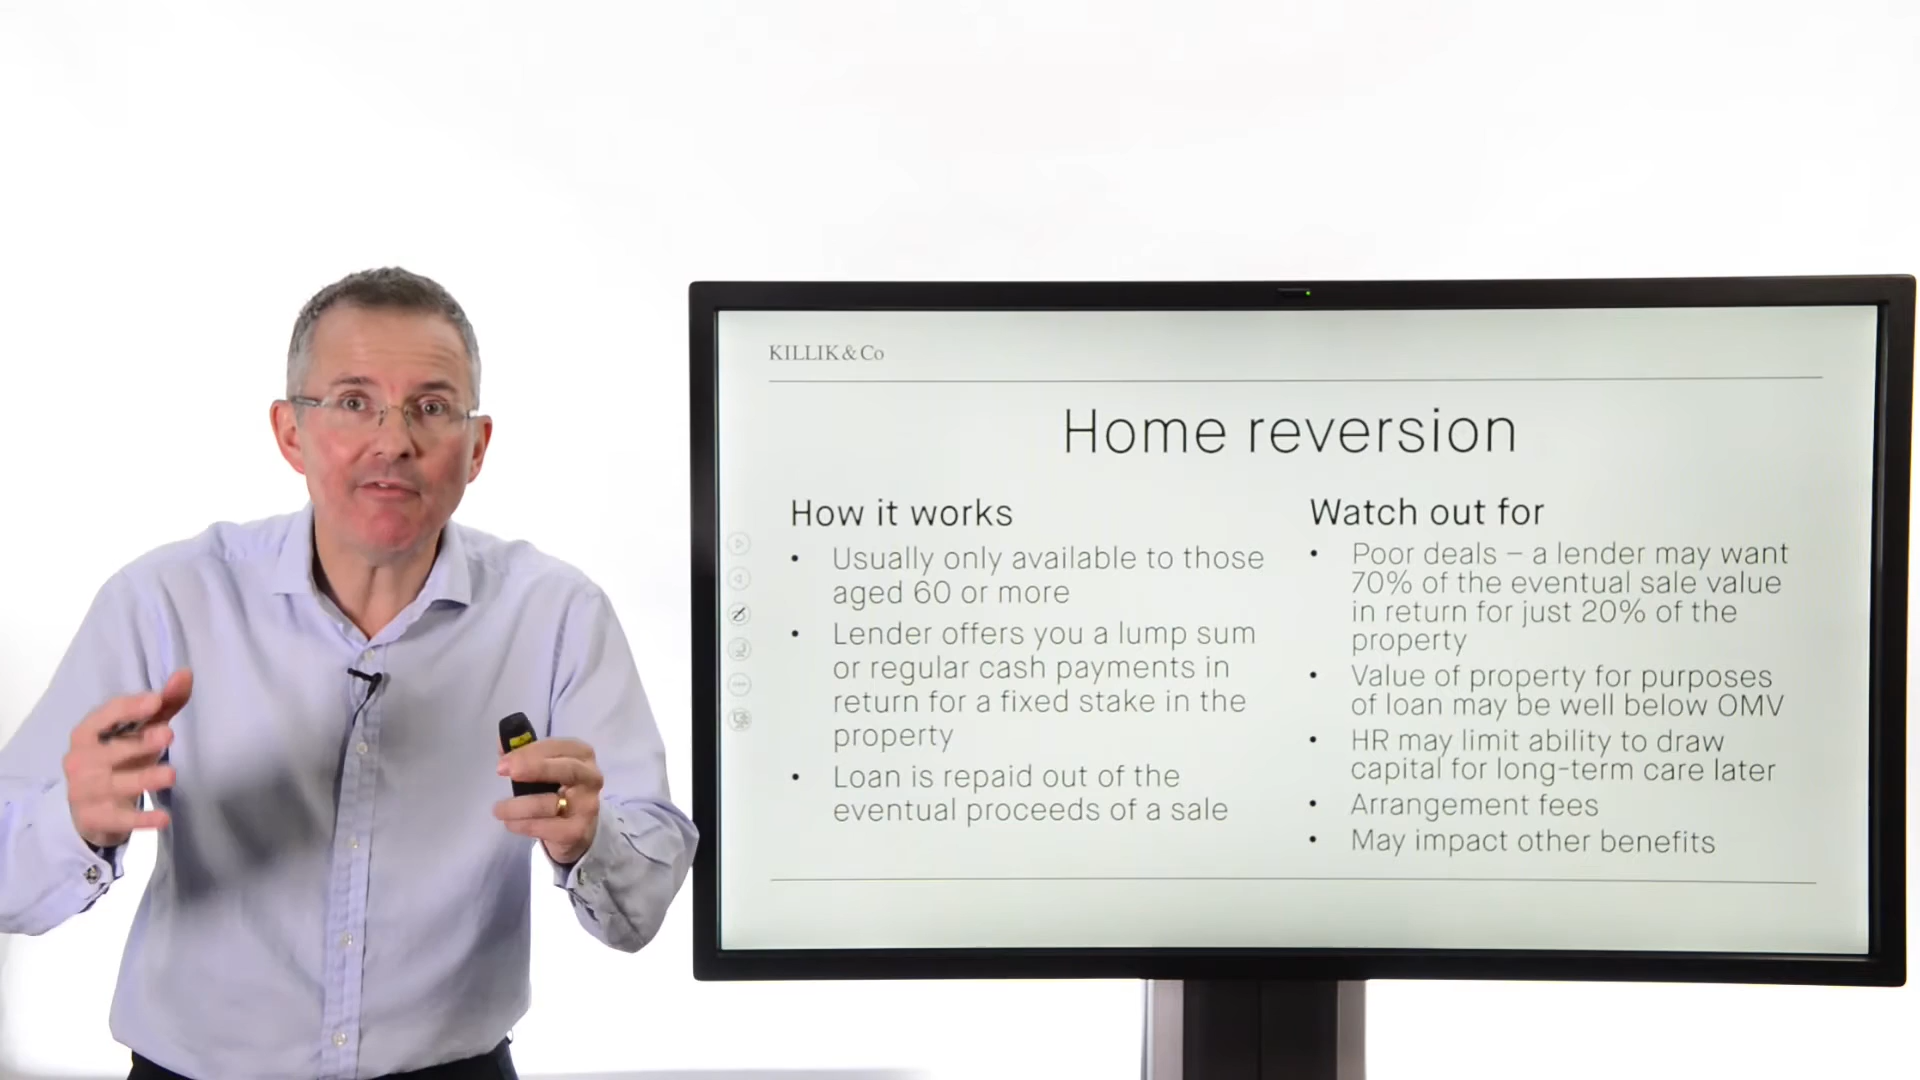 KILLIK & Co
Home reversion
How it works
• Usually only available to those
aged 60 or more
• Lender offers you a lump sum
or regular cash payments in
return for a fixed stake in the
property
• Loan is repaid out of the
eventual proceeds of a sale
Watch out for
• Poor deals – a lender may want
70% of the eventual sale value
in return for just 20% of the
property
• Value of property for purposes
of loan may be well below OMV
• HR may limit ability to draw
capital for long-term care later
• Arrangement fees
• May impact other benefits